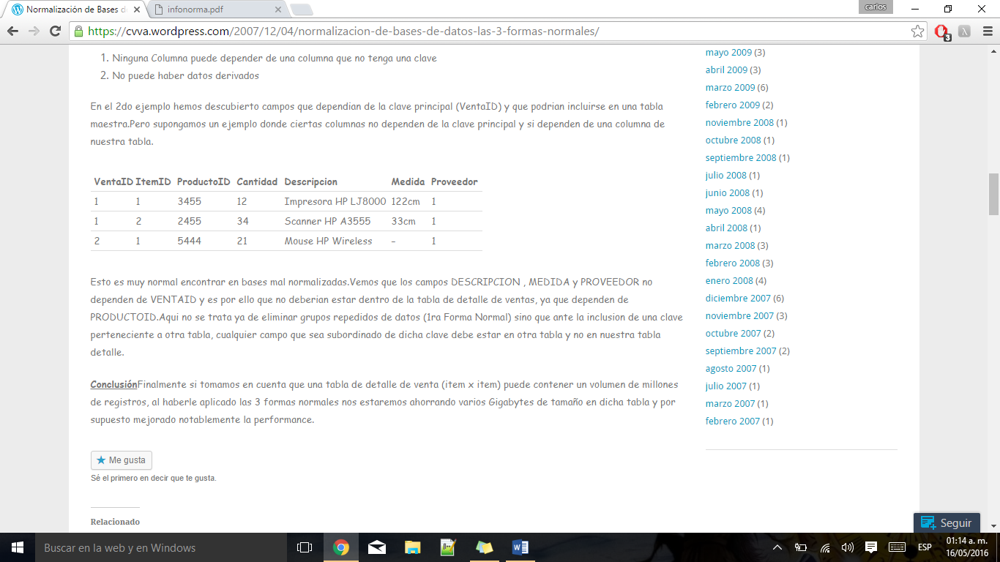 Normalización de Bases d
infonorma.pdf
carlos
https://cvva.wordpress.com/2007/12/04/normalizacion-de-bases-de-datos-las-3-formas-normales/
3
1. Ninguna Columna puede depender de una columna que no tenga una clave
2. No puede haber datos derivados
En el 2do ejemplo hemos descubierto campos que dependian de la clave principal (VentaID) y que podrian incluirse en una tabla
maestra.Pero supongamos un ejemplo donde ciertas columnas no dependen de la clave principal y si dependen de una columna de
nuestra tabla.
VentaID ItemID ProductoID Cantidad Descripcion Medida Proveedor
1 1 3455 12 Impresora HP LJ8000 122cm 1
1 2 2455 34 Scanner HP A3555 33cm 1
2 1 5444 21 Mouse HP Wireless – 1
Esto es muy normal encontrar en bases mal normalizadas.Vemos que los campos DESCRIPCION , MEDIDA y PROVEEDOR no
dependen de VENTAID y es por ello que no deberian estar dentro de la tabla de detalle de ventas, ya que dependen de
PRODUCTOID.Aqui no se trata ya de eliminar grupos repedidos de datos (1ra Forma Normal) sino que ante la inclusion de una clave
perteneciente a otra tabla, cualquier campo que sea subordinado de dicha clave debe estar en otra tabla y no en nuestra tabla
detalle.
ConclusiónFinalmente si tomamos en cuenta que una tabla de detalle de venta (item x item) puede contener un volumen de millones
de registros, al haberle aplicado las 3 formas normales nos estaremos ahorrando varios Gigabytes de tamaño en dicha tabla y por
supuesto mejorado notablemente la performance.
Me gusta
Sé el primero en decir que te gusta.
Relacionado
mayo 2009 (3)
abril 2009 (3)
marzo 2009 (6)
febrero 2009 (2)
noviembre 2008 (1)
octubre 2008 (1)
septiembre 2008 (1)
julio 2008 (1)
junio 2008 (1)
mayo 2008 (4)
abril 2008 (1)
marzo 2008 (3)
febrero 2008 (3)
enero 2008 (4)
diciembre 2007 (6)
noviembre 2007 (3)
octubre 2007 (2)
septiembre 2007 (2)
agosto 2007 (1)
julio 2007 (1)
marzo 2007 (1)
febrero 2007 (1)
Seguir
Buscar en la web y en Windows
ESP
01:14 a. m.
16/05/2016